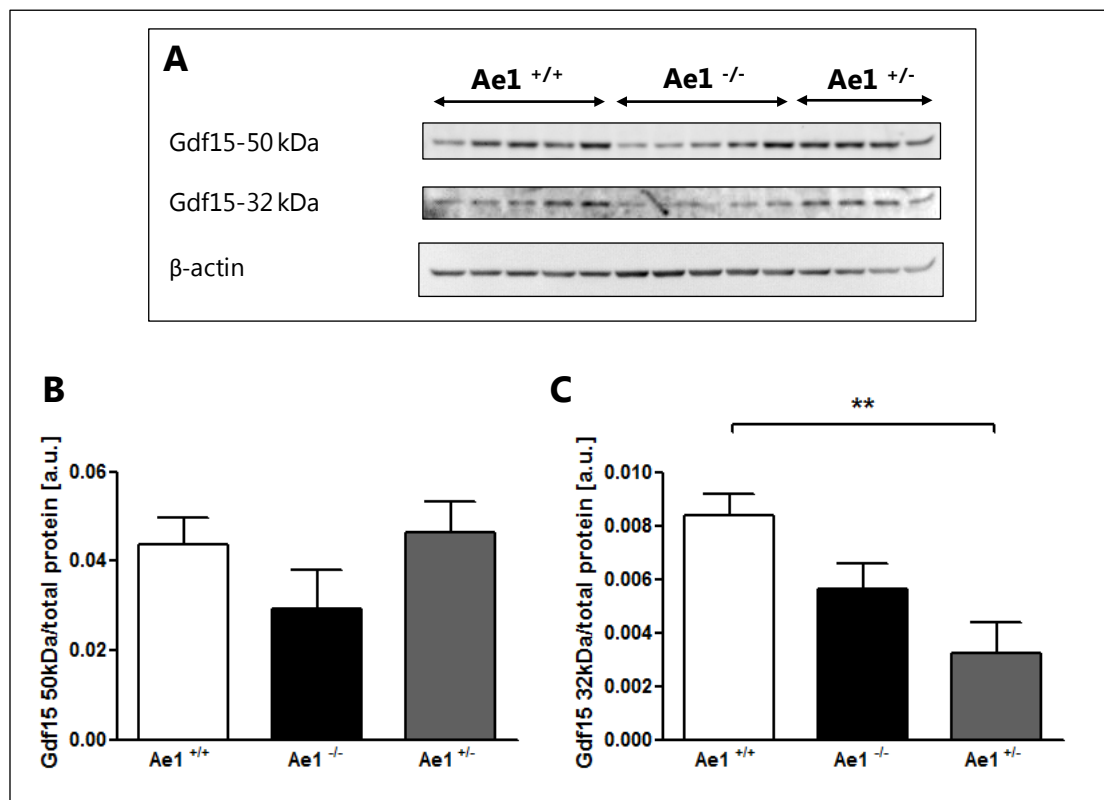 A
Ae1 +/+ Ae1 -/- Ae1 +/-
Gdf15-50 kDa
Gdf15-32 kDa
β-actin
B
Gdf15 50kDa/total protein [a.u.]
0.06
0.04
0.02
0.00
Ae1 +/+ Ae1 -/- Ae1 +/-
C
**
Gdf15 32kDa/total protein [a.u.]
0.010
0.008
0.006
0.004
0.002
0.000
Ae1 +/+ Ae1 -/- Ae1 +/-